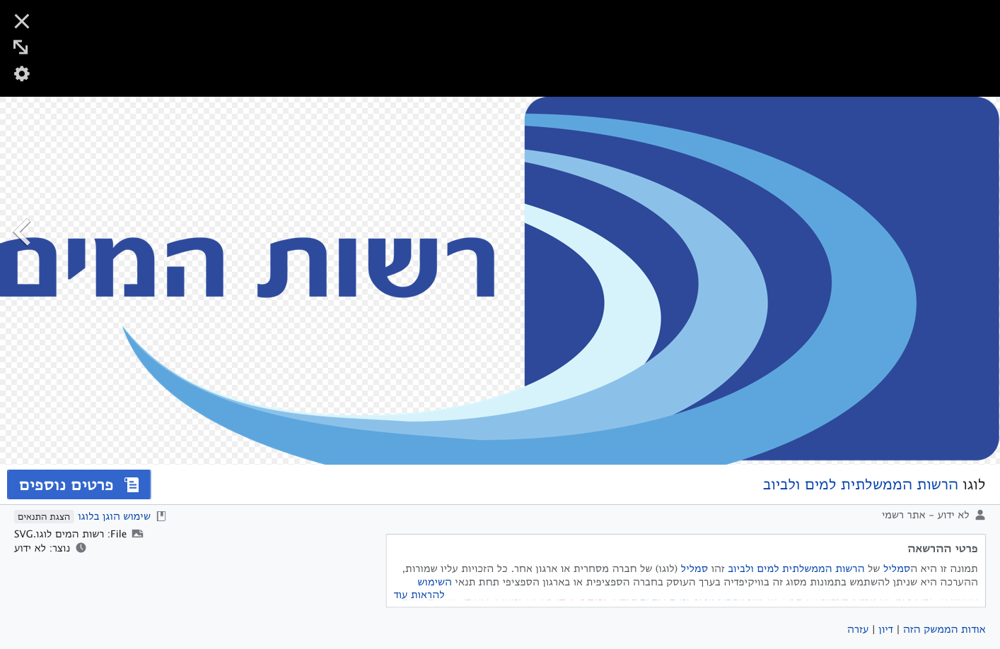 רשות המים
לוגו הרשות הממשלתית למים ולביוב
פרטים נוספים
לא ידוע – אתר רשמי
פרטי ההרשאה
תמונה זו היא הסמליל של הרשות הממשלתית למים ולביוב זהו סמליל (לוגו) של חברה מסחרית או ארגון אחר. כל הזכויות עליו שמורות,
ההערכה היא שניתן להשתמש בתמונות מסוג זה בוויקיפדיה בערך העוסק בחברה הספציפית או בארגון הספציפי תחת תנאי השימוש
להראות עוד
שימוש הוגן בלוגו הצגת התנאים
File: רשות המים לוגו.SVG
נוצר: לא ידוע
אודות הממשק הזה | דיון | עזרה